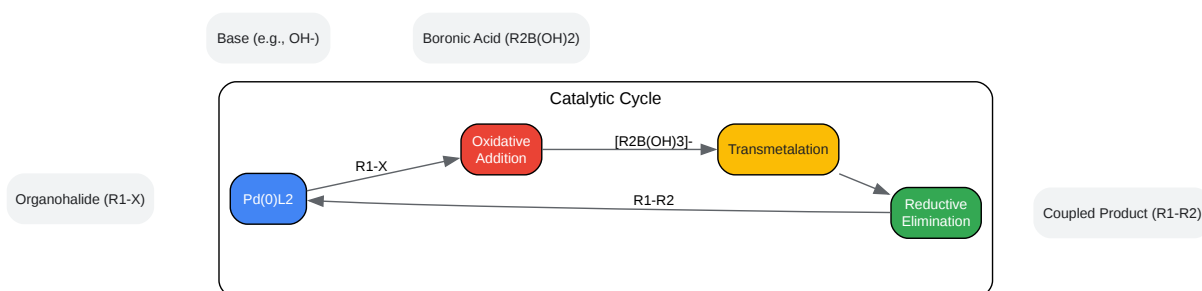 Base (e.g., OH-)
Boronic Acid (R2B(OH)2)
Catalytic Cycle
Oxidative
Addition
[R2B(OH)3]-
Transmetalation
R1-X
Organohalide (R1-X)
Pd(0)L2
R1-R2
Reductive
Elimination
Coupled Product (R1-R2)